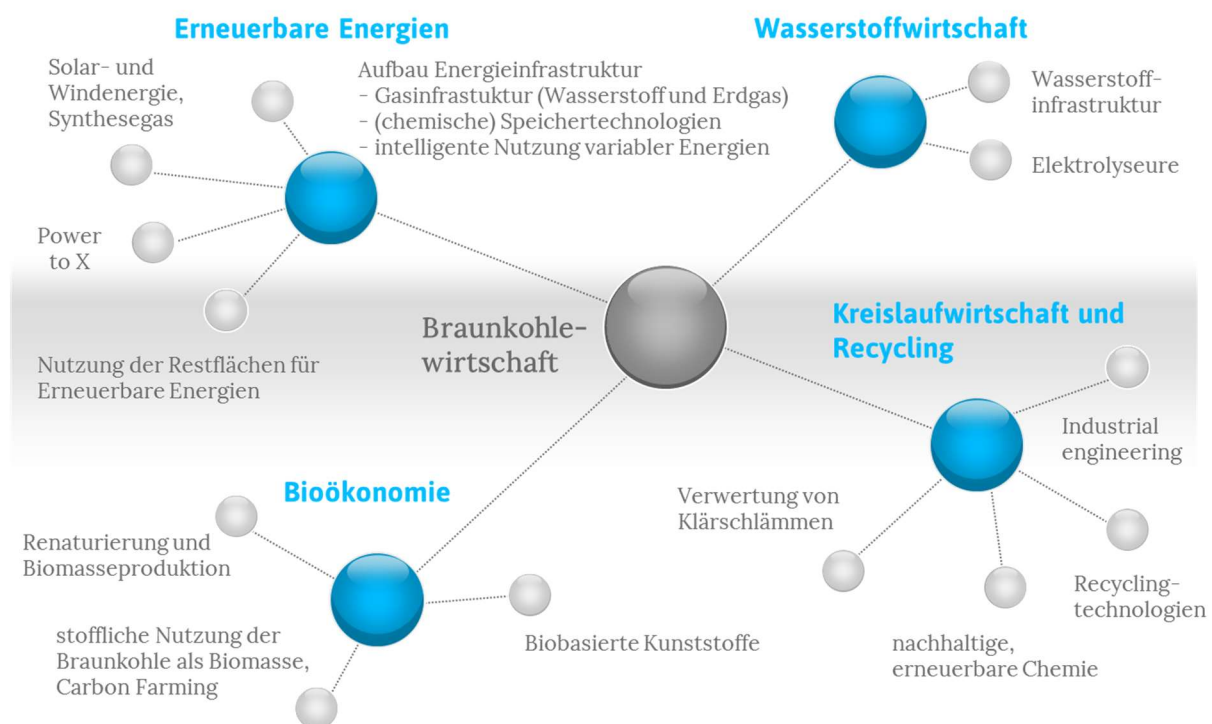 Erneuerbare Energien
Solar- und
Windenergie,
Synthesegas
Aufbau Energieinfrastruktur
- Gasinfrastuktur (Wasserstoff und Erdgas)
- (chemische) Speichertechnologien
- intelligente Nutzung variabler Energien
Power
to X
Nutzung der Restflächen für
Erneuerbare Energien
Wasserstoffwirtschaft
Wasserstoff-
infrastruktur
Elektrolyseure
Braunkohle-
wirtschaft
Kreislaufwirtschaft und
Recycling
Industrial
engineering
Verwertung von
Klärschlämmen
Recycling-
technologien
nachhaltige,
erneuerbare Chemie
Bioökonomie
Renaturierung und
Biomasseproduktion
stoffliche Nutzung der
Braunkohle als Biomasse,
Carbon Farming
Biobasierte Kunststoffe